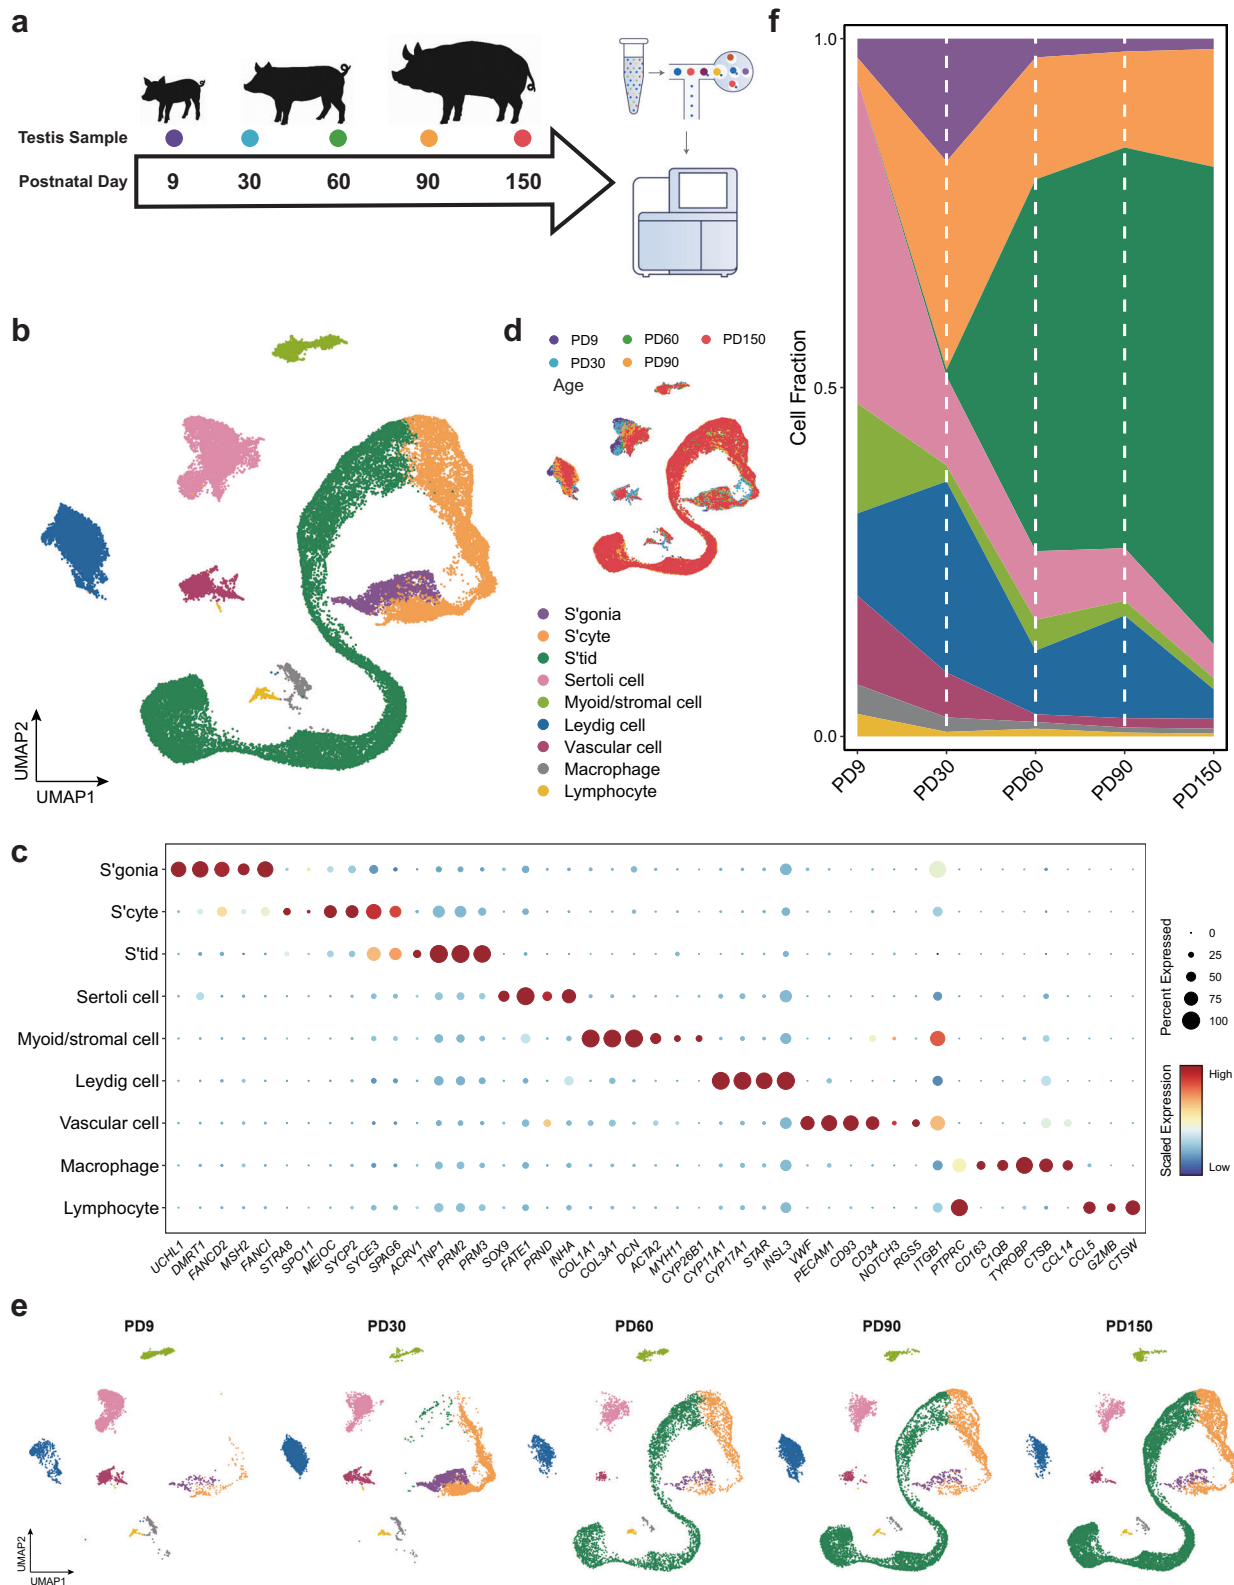 a
Testis Sample
Postnatal Day
9 30 60 90 150
f
1.0
0.5
0.0
Cell Fraction
PD9 PD30 PD60 PD90 PD150
b
UMAP2
UMAP1
d
PD9 PD60 PD150
PD30 PD90
Age
S'gonia
S'cyte
S'tid
Sertoli cell
Myoid/stromal cell
Leydig cell
Vascular cell
Macrophage
Lymphocyte
c
S'gonia
S'cyte
S'tid
Sertoli cell
Myoid/stromal cell
Leydig cell
Vascular cell
Macrophage
Lymphocyte
UCHL1 DMRT1 FANCD2 MSH2 FANCI STRA8 SPO11 MEIOC SYCP2 SYCE3 SPAG6 ACRV1 TNP1 PRM2 PRM3 SOX9 FATE1 PRND INHA COL1A1 COL3A1 DCN ACTA2 MYH11 CYP26B1 CYP11A1 CYP17A1 STAR INSL3 VWF PECAM1 CD93 CD34 NOTCH3 RGS5 ITGB1 PTPRC CD163 C1QB TYROBP CTSB CCL14 CCL5 GZMB CTSW
Percent Expressed
0
25
50
75
100
Scaled Expression
High
Low
e
PD9 PD30 PD60 PD90 PD150
UMAP2
UMAP1